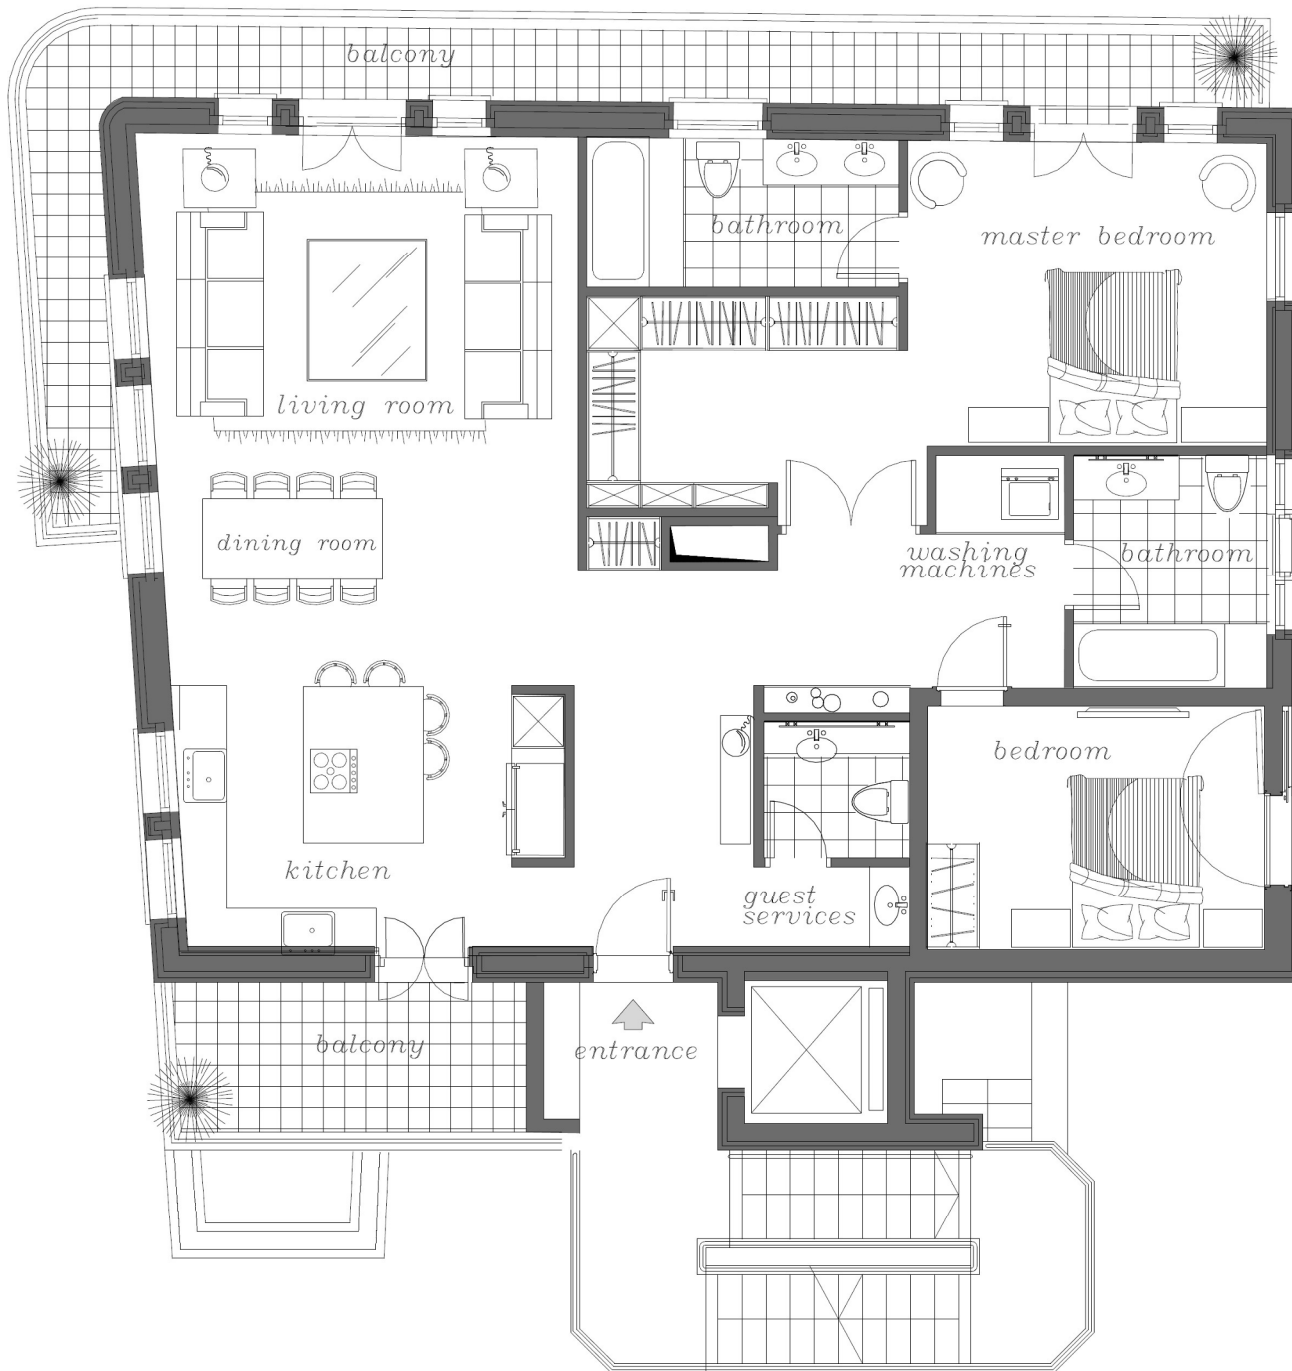 balcony
bathroom
master bedroom
living room
dining room
washing
machines
bathroom
bedroom
kitchen
guest
services
balcony
entrance